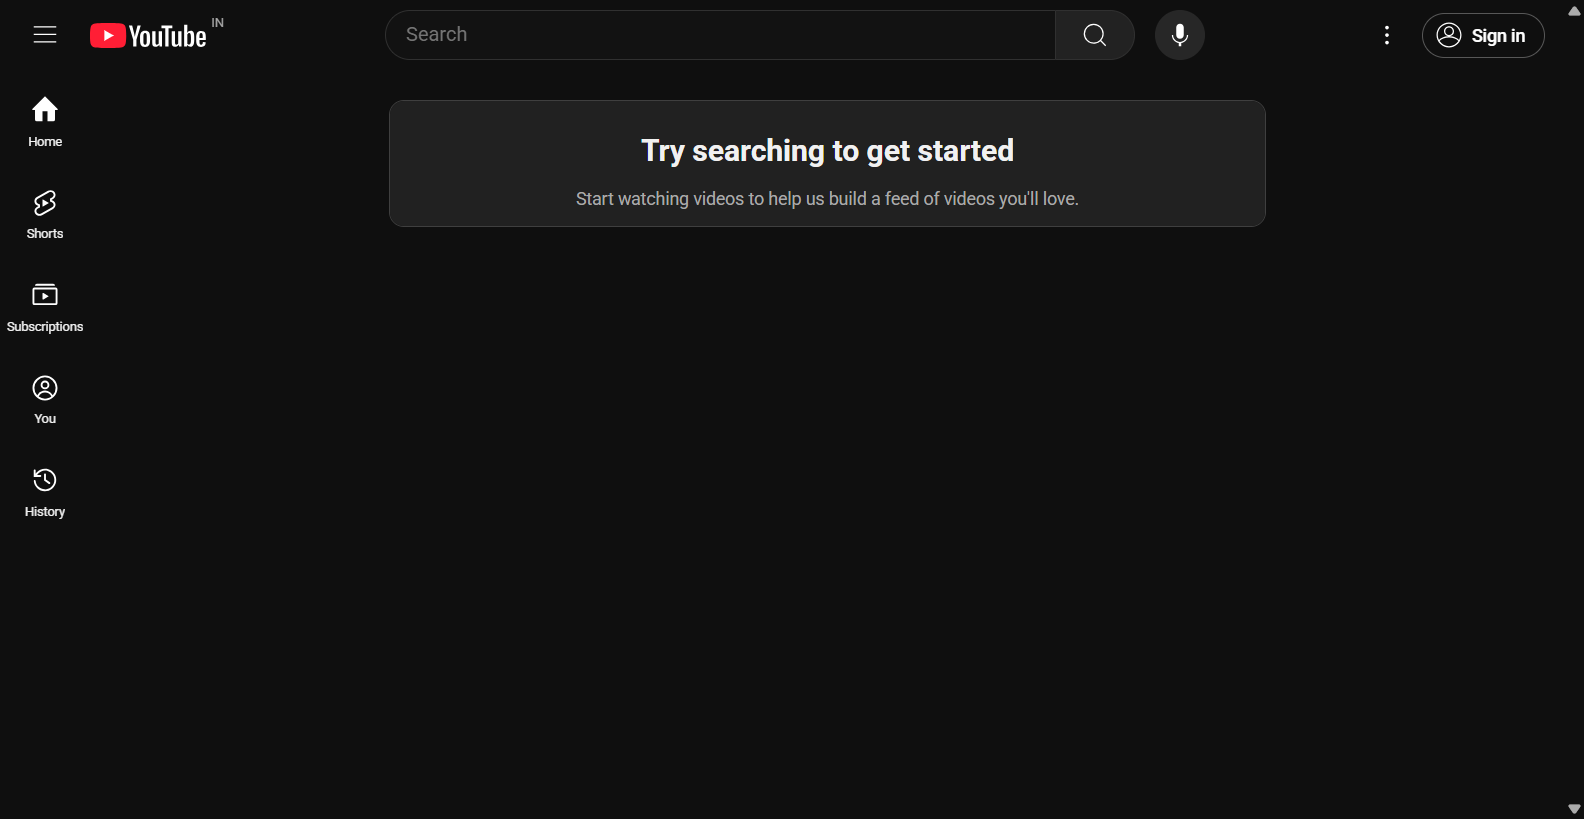 YouTube IN
Search
Sign in
Home
Shorts
Subscriptions
You
History
Try searching to get started
Start watching videos to help us build a feed of videos you'll love.